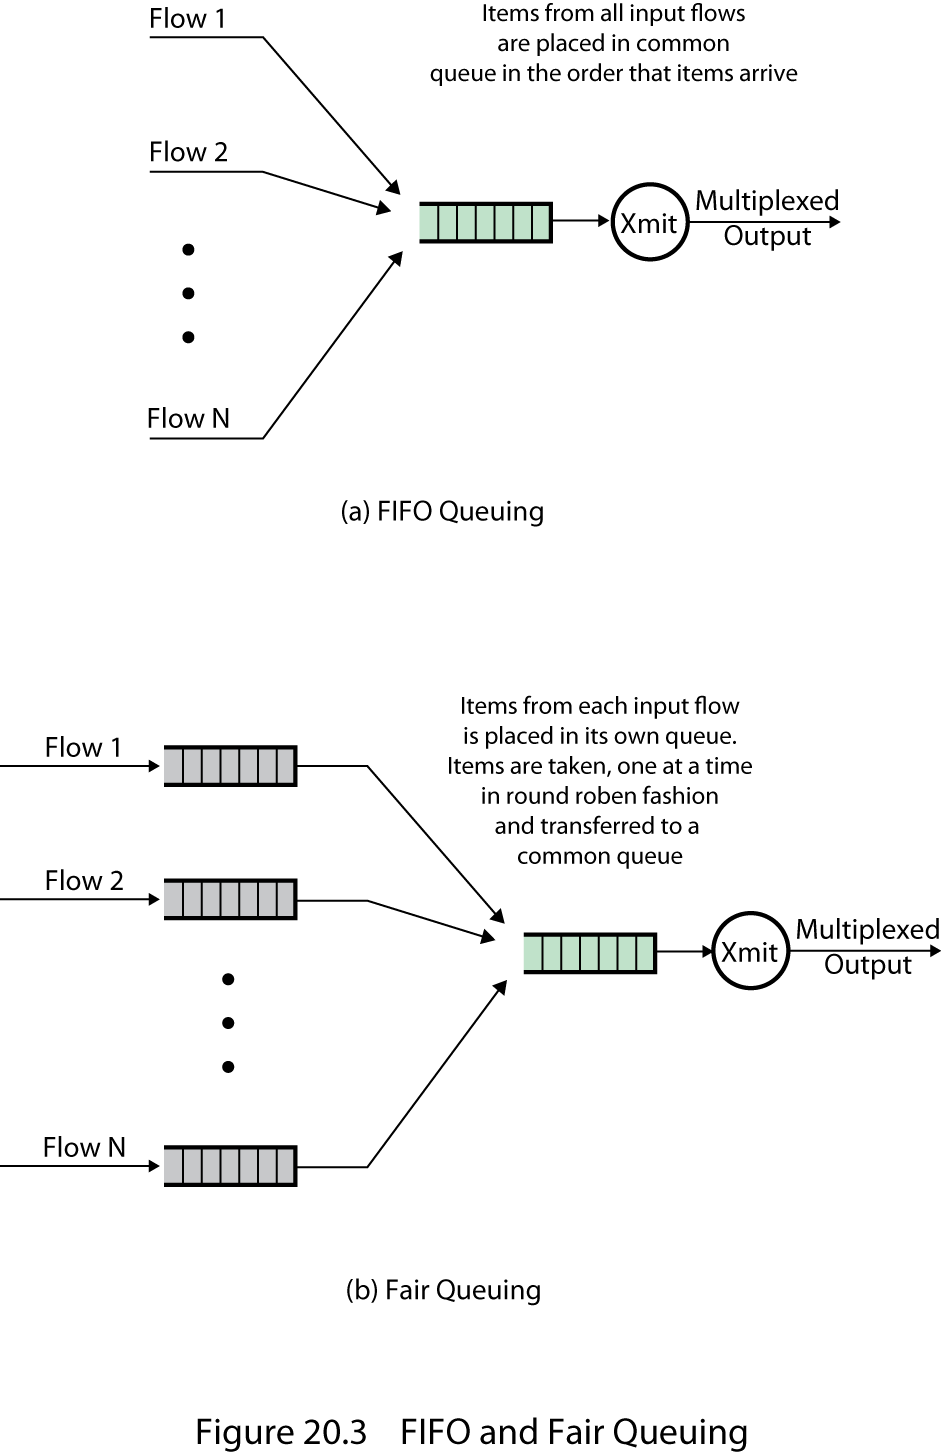 Flow 1
Items from all input flows
are placed in common
queue in the order that items arrive
Flow 2
Xmit
Multiplexed
Output
Flow N
(a) FIFO Queuing
Items from each input flow
is placed in its own queue.
Items are taken, one at a time
in round roben fashion
and transferred to a
common queue
Flow 1
Flow 2
Xmit
Multiplexed
Output
Flow N
(b) Fair Queuing
Figure 20.3 FIFO and Fair Queuing